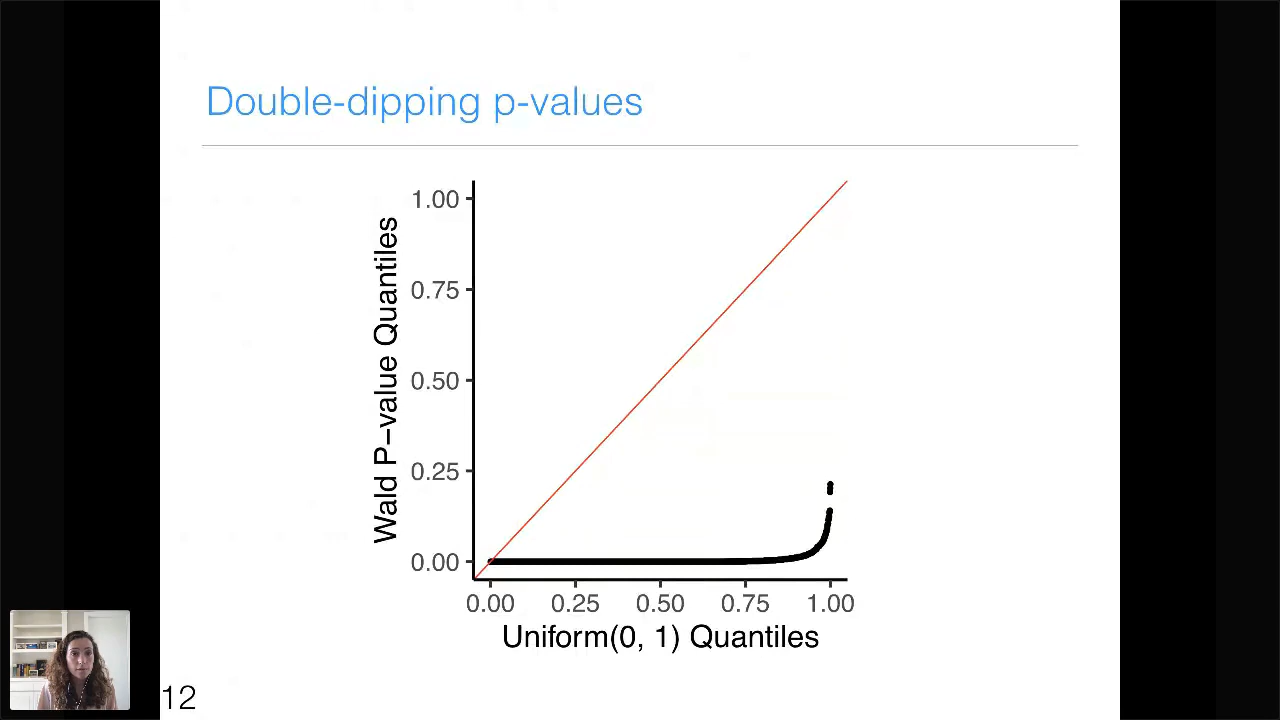 Double-dipping p-values
Wald P−value Quantiles
1.00
0.75
0.50
0.25
0.00
0.00 0.25 0.50 0.75 1.00
Uniform(0, 1) Quantiles
12